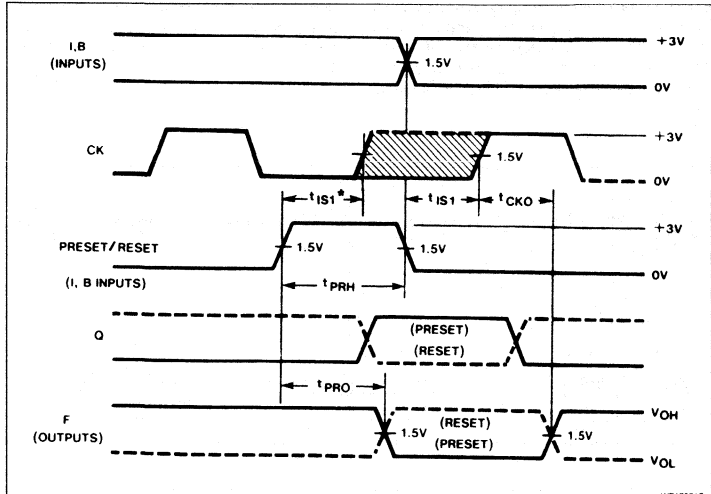 I,B
(INPUTS)
+3V
1.5V
0V
CK
+3V
1.5V
0V
tIS1*
tIS1
tCKO
PRESET/RESET
(I, B INPUTS)
+3V
1.5V
1.5V
0V
tPRH
Q
(PRESET)
(RESET)
tPRO
F
(OUTPUTS)
(RESET)
(PRESET)
1.5V
1.5V
VOH
VOL